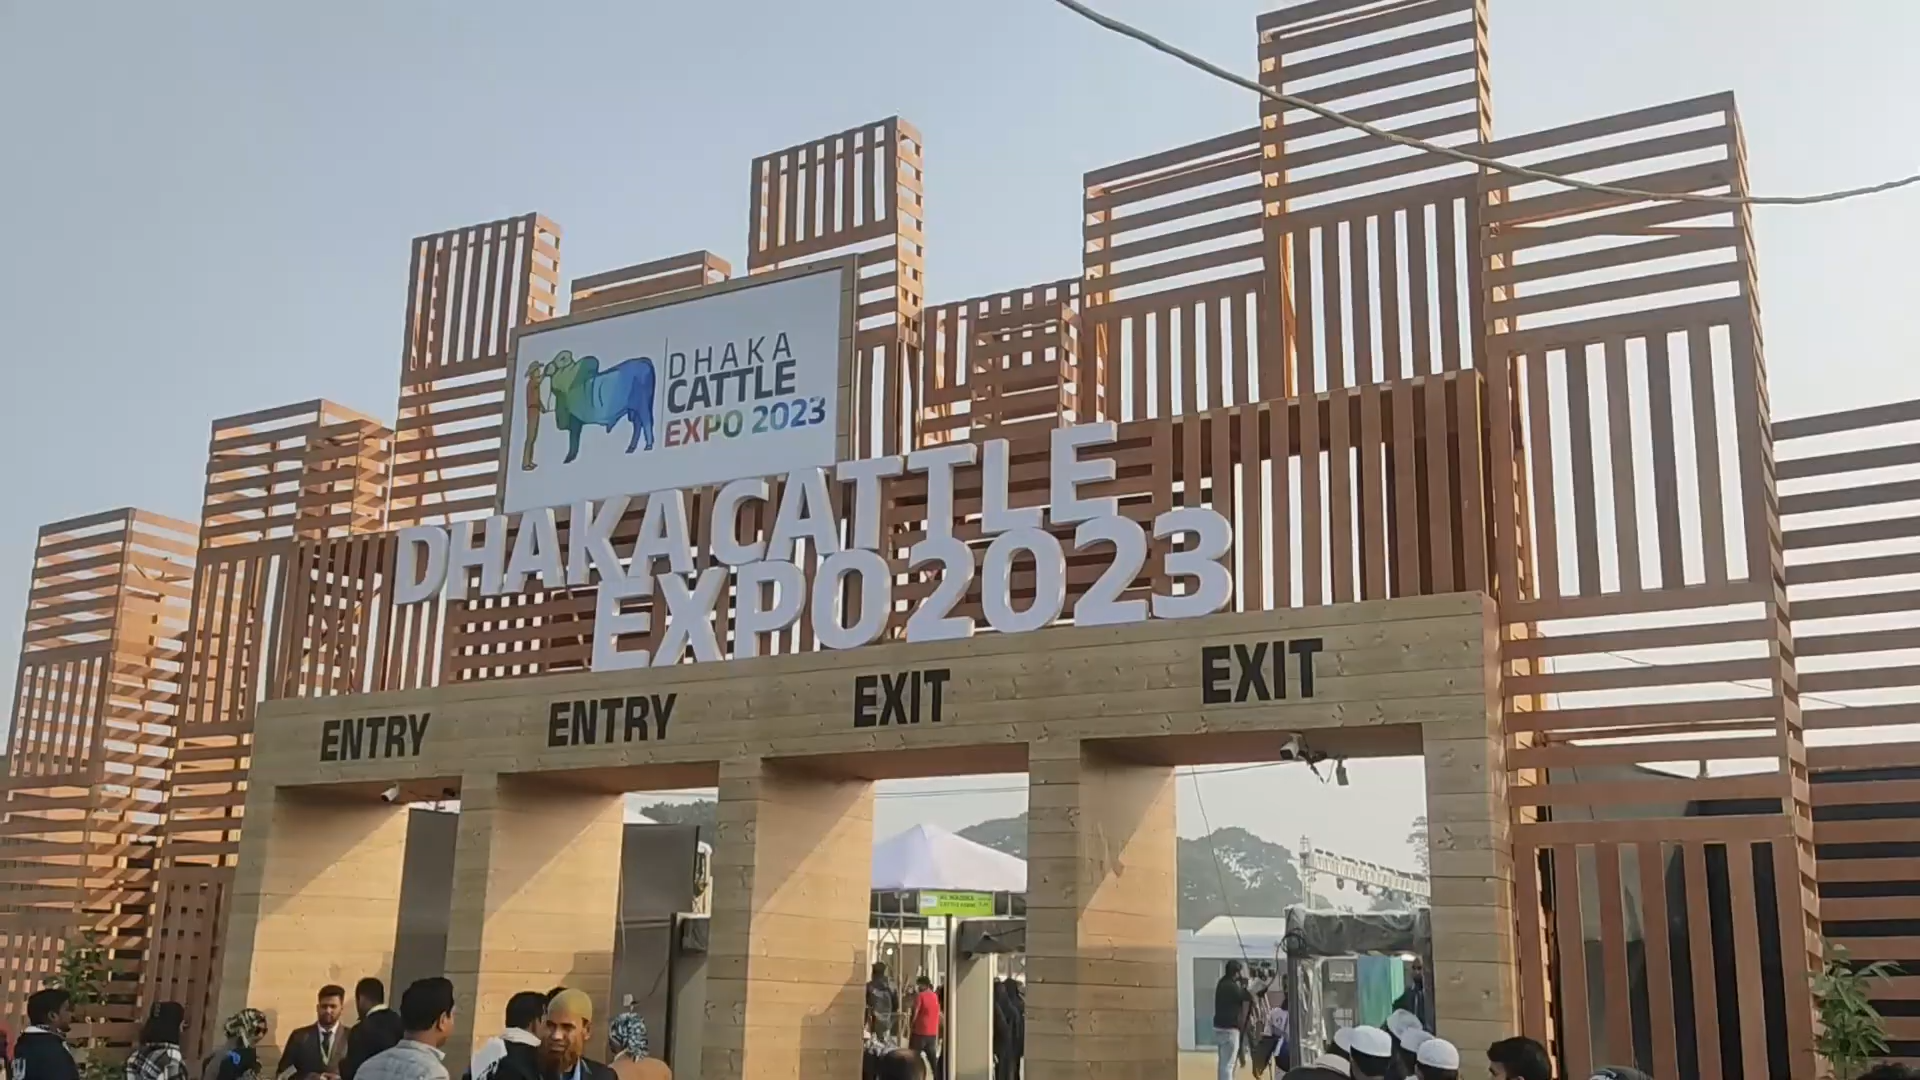 DHAKA
CATTLE
EXPO 2023
DHAKA CATTLE
EXPO 2023
ENTRY
ENTRY
EXIT
EXIT